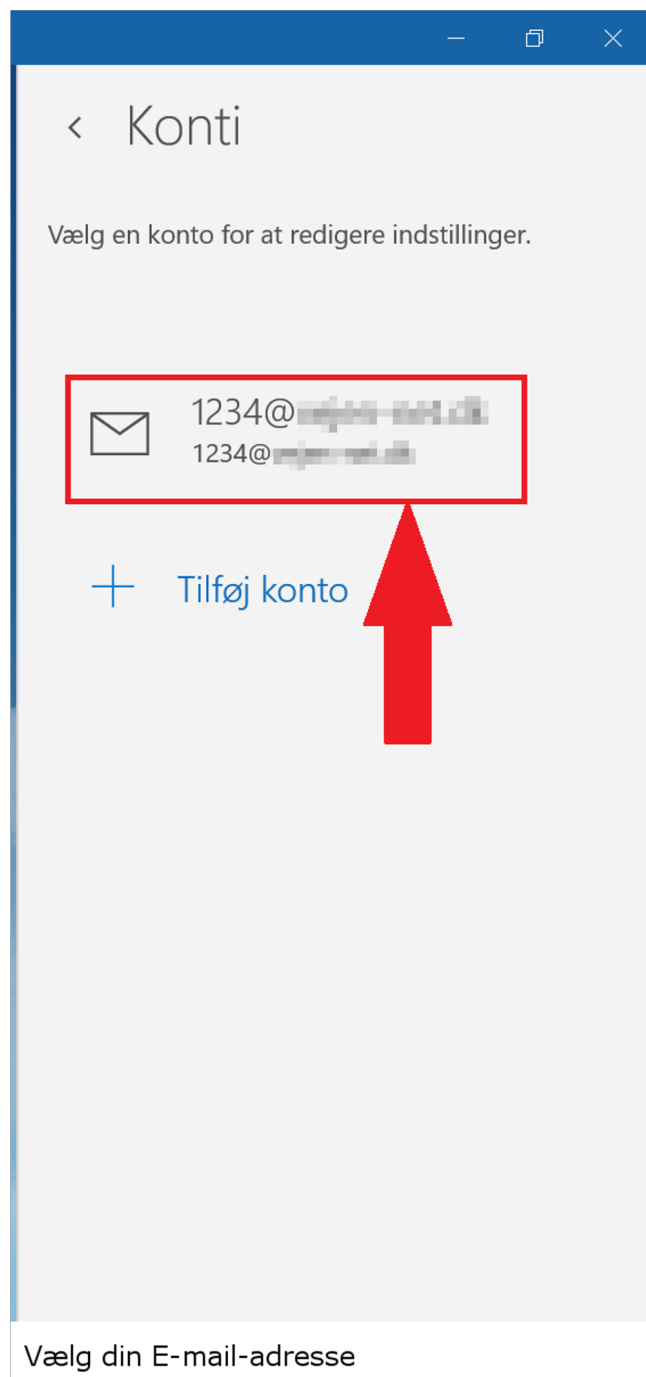 Konti
Vælg en konto for at redigere indstillinger.
1234@
1234@
Tilføj konto
Vælg din E-mail-adresse